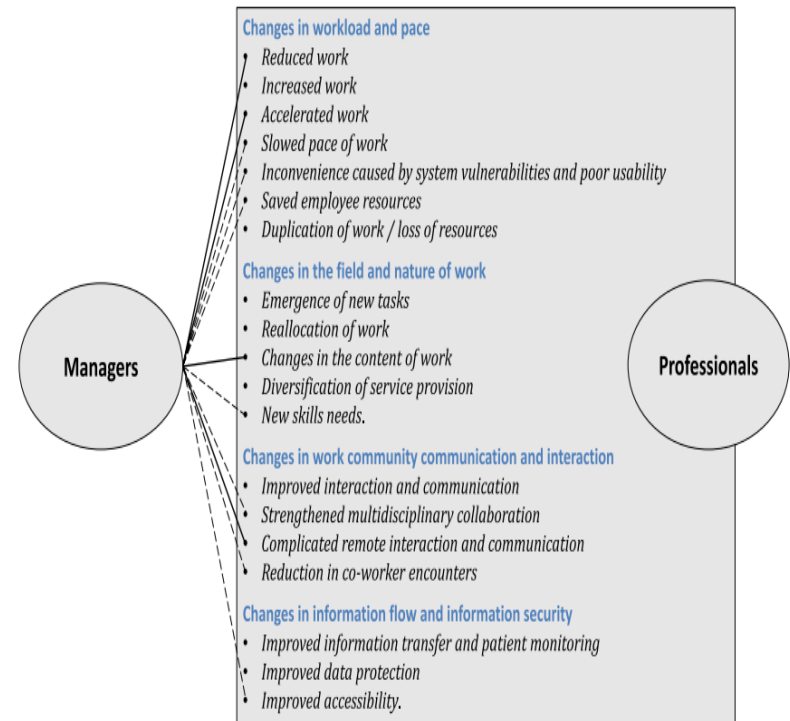 Changes in workload and pace
• Reduced work
• Increased work
• Accelerated work
• Slowed pace of work
• Inconvenience caused by system vulnerabilities and poor usability
• Saved employee resources
• Duplication of work / loss of resources
Changes in the field and nature of work
• Emergence of new tasks
• Reallocation of work
• Changes in the content of work
• Diversification of service provision
• New skills needs.
Managers
Professionals
Changes in work community communication and interaction
• Improved interaction and communication
• Strengthened multidisciplinary collaboration
• Complicated remote interaction and communication
• Reduction in co-worker encounters
Changes in information flow and information security
• Improved information transfer and patient monitoring
• Improved data protection
• Improved accessibility.